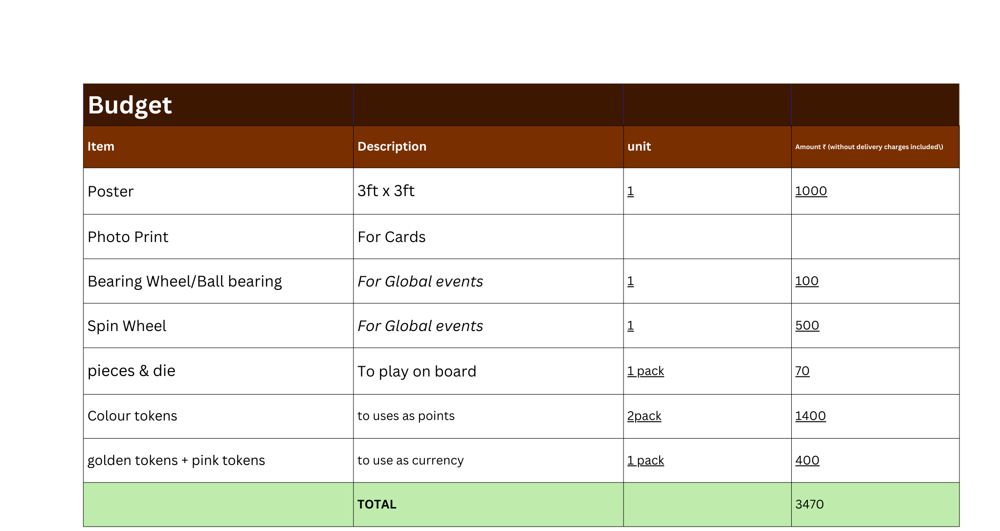 Budget
Item Description unit Amount ₹ (without delivery charges included\)
Poster 3ft x 3ft 1 1000
Photo Print For Cards
Bearing Wheel/Ball bearing For Global events 1 100
Spin Wheel For Global events 1 500
pieces & die To play on board 1 pack 70
Colour tokens to uses as points 2pack 1400
golden tokens + pink tokens to use as currency 1 pack 400
TOTAL 3470